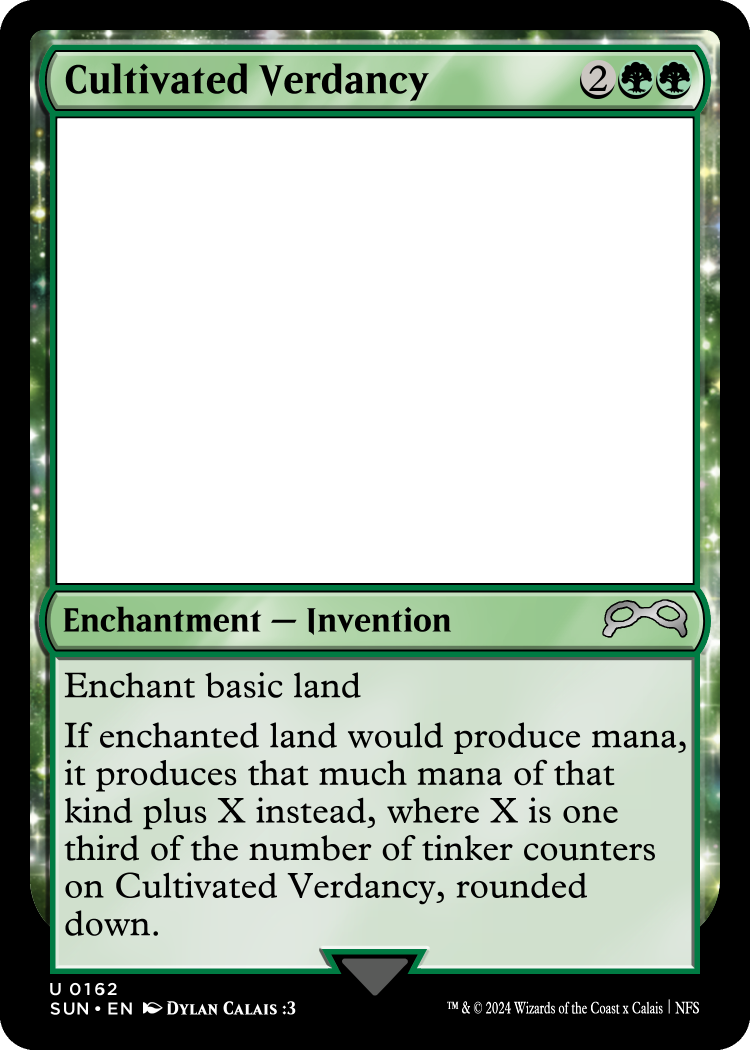 Cultivated Verdancy 2
Enchantment — Invention
Enchant basic land
If enchanted land would produce mana,
it produces that much mana of that
kind plus X instead, where X is one
third of the number of tinker counters
on Cultivated Verdancy, rounded
down.
U 0162
SUN • EN Dylan Calais :3
™ & © 2024 Wizards of the Coast x Calais | NFS